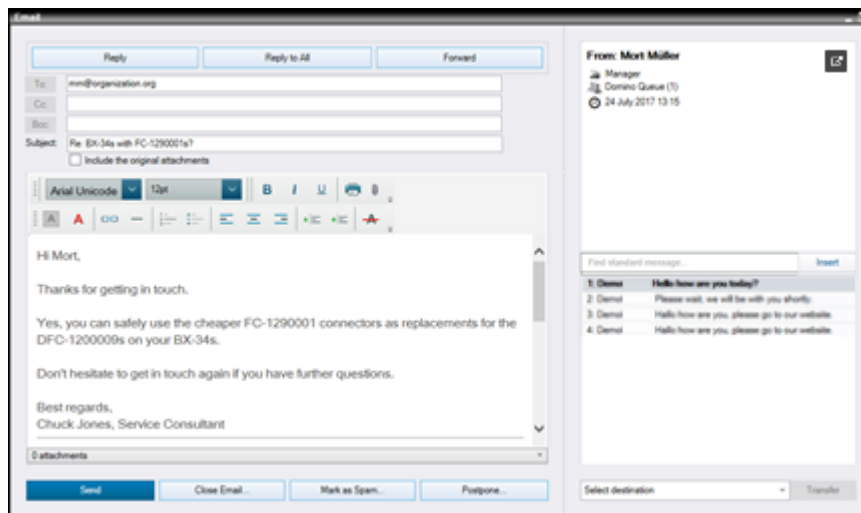 Email
Reply
Reply to All
Forward
To:
mm@organization.org
Cc:
Bcc:
Subject:
Re: BX-34s with FC-1290001s?
Include the original attachments
Arial Unicode
12pt
B I U
A A
A
Hi Mort,
Thanks for getting in touch.
Yes, you can safely use the cheaper FC-1290001 connectors as replacements for the
DFC-1200009s on your BX-34s.
Don't hesitate to get in touch again if you have further questions.
Best regards,
Chuck Jones, Service Consultant
0 attachments
Send
Close Email...
Mark as Spam...
Postpone...
From: Mort Müller
Manager
Domino Queue (1)
24 July 2017 13:15
Find standard message...
Insert
1: Demo! Hello how are you today?
2: Demo! Please wait, we will be with you shortly.
3: Demo! Hallo how are you, please go to our website.
4: Demo! Hallo how are you, please go to our website.
Select destination
Transfer